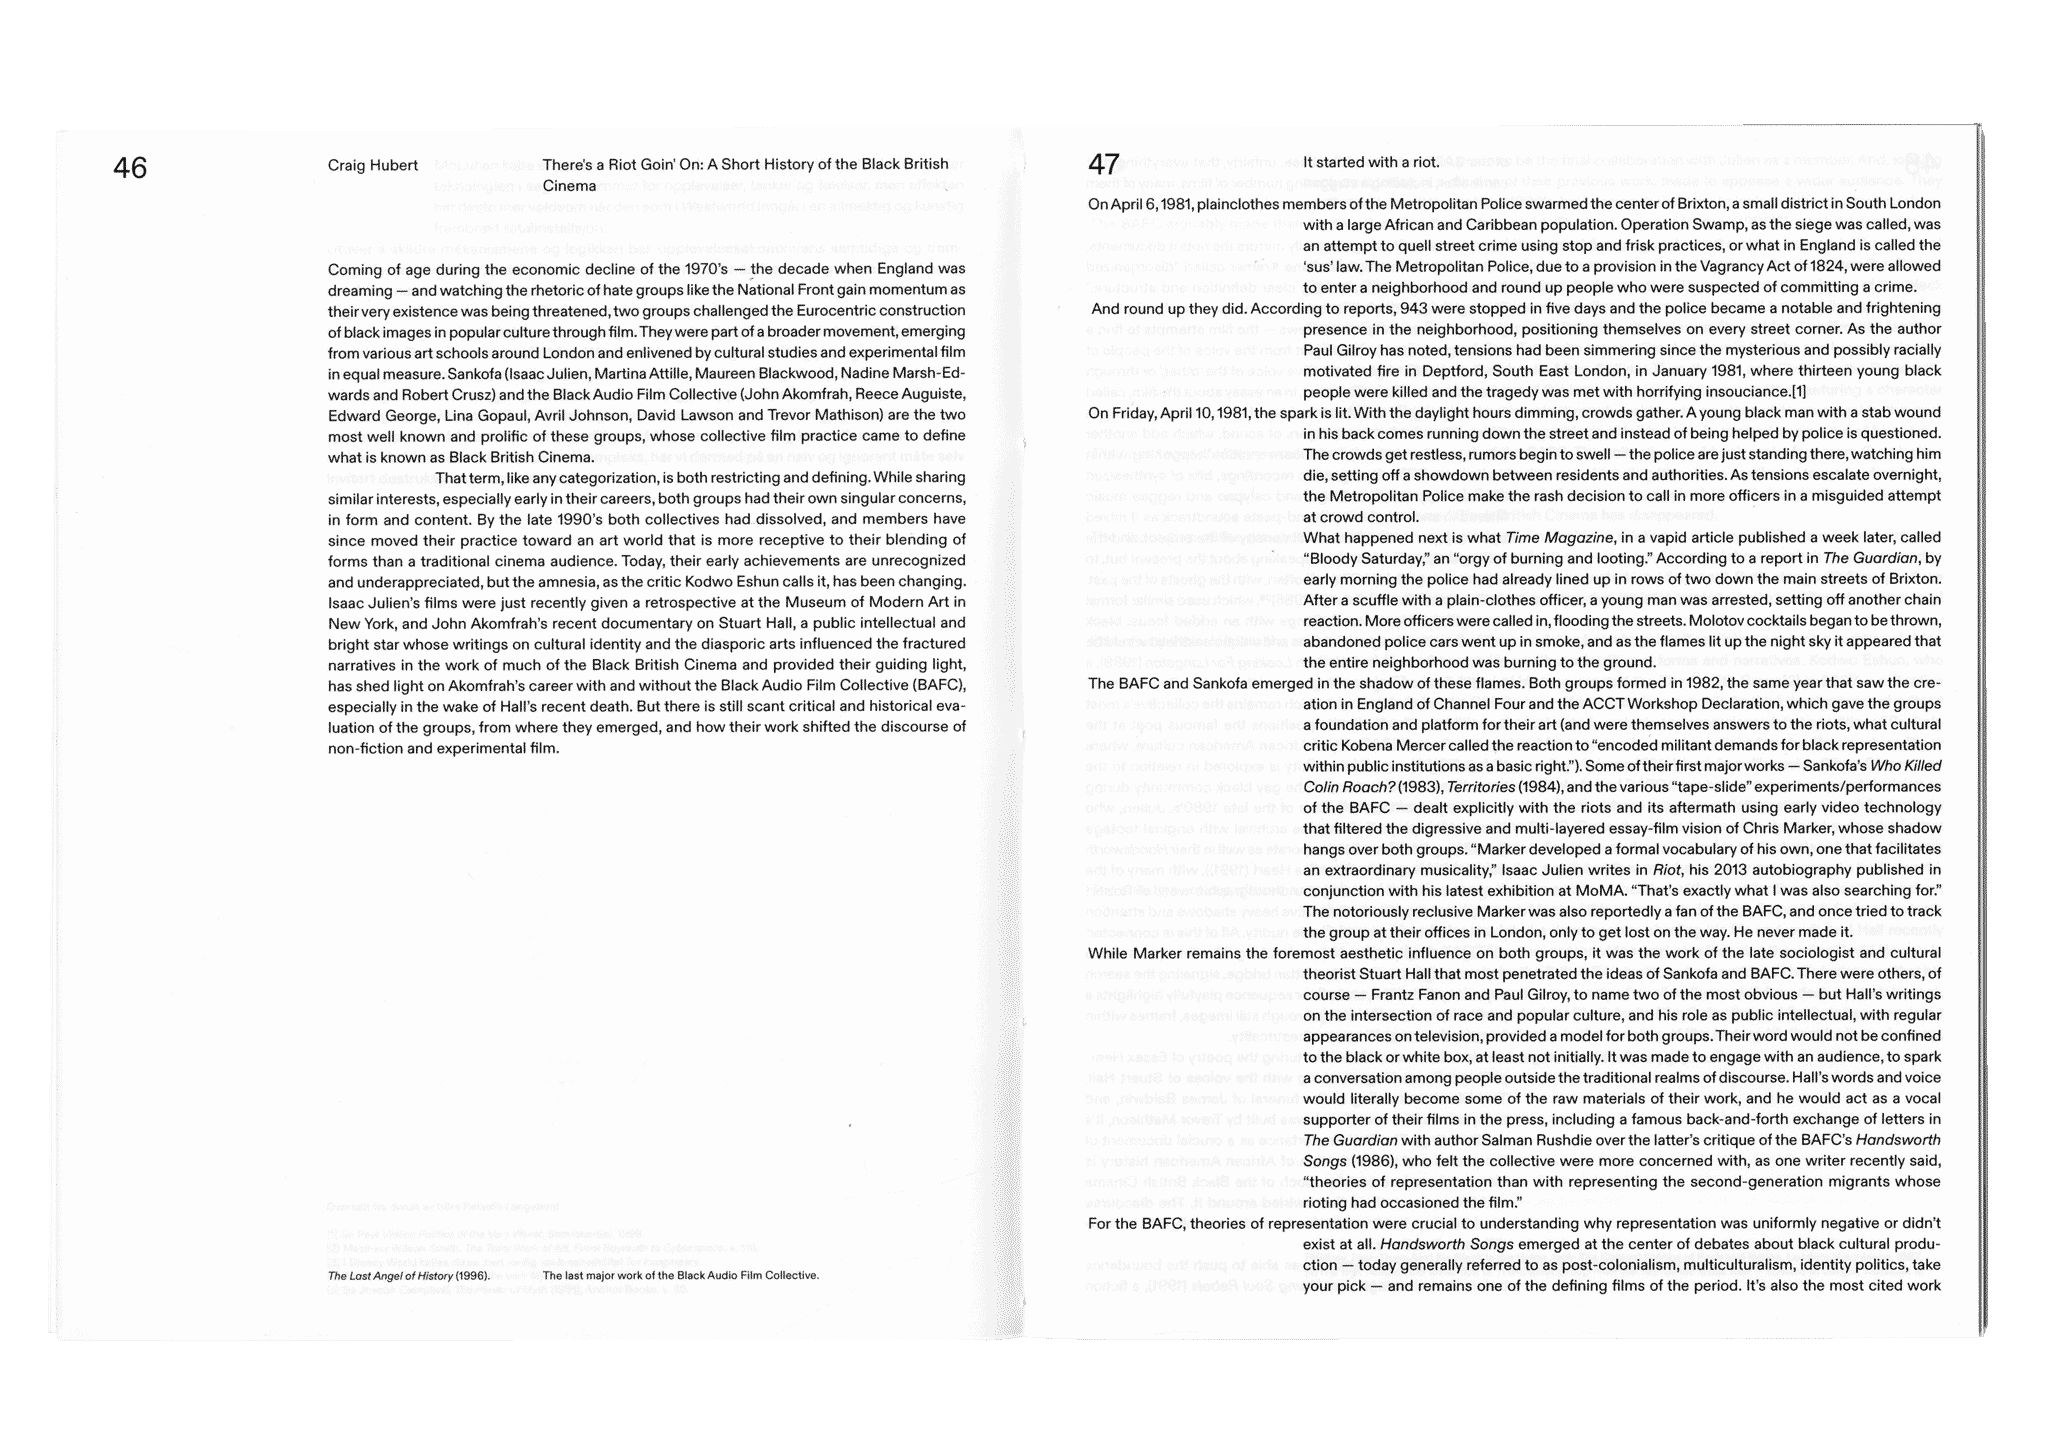 46
Craig Hubert
There's a Riot Goin' On: A Short History of the Black British
Cinema
Coming of age during the economic decline of the 1970's — the decade when England was
dreaming — and watching the rhetoric of hate groups like the National Front gain momentum as
their very existence was being threatened, two groups challenged the Eurocentric construction
of black images in popular culture through film. They were part of a broader movement, emerging
from various art schools around London and enlivened by cultural studies and experimental film
in equal measure. Sankofa (Isaac Julien, Martina Attille, Maureen Blackwood, Nadine Marsh-Ed-
wards and Robert Crusz) and the Black Audio Film Collective (John Akomfrah, Reece Auguiste,
Edward George, Lina Gopaul, Avril Johnson, David Lawson and Trevor Mathison) are the two
most well known and prolific of these groups, whose collective film practice came to define
what is known as Black British Cinema.
That term, like any categorization, is both restricting and defining. While sharing
similar interests, especially early in their careers, both groups had their own singular concerns,
in form and content. By the late 1990's both collectives had dissolved, and members have
since moved their practice toward an art world that is more receptive to their blending of
forms than a traditional cinema audience. Today, their early achievements are unrecognized
and underappreciated, but the amnesia, as the critic Kodwo Eshun calls it, has been changing.
Isaac Julien's films were just recently given a retrospective at the Museum of Modern Art in
New York, and John Akomfrah's recent documentary on Stuart Hall, a public intellectual and
bright star whose writings on cultural identity and the diasporic arts influenced the fractured
narratives in the work of much of the Black British Cinema and provided their guiding light,
has shed light on Akomfrah's career with and without the Black Audio Film Collective (BAFC),
especially in the wake of Hall's recent death. But there is still scant critical and historical eva-
luation of the groups, from where they emerged, and how their work shifted the discourse of
non-fiction and experimental film.
The Last Angel of History (1996).
The last major work of the Black Audio Film Collective.
47
It started with a riot.
On April 6, 1981, plainclothes members of the Metropolitan Police swarmed the center of Brixton, a small district in South London
with a large African and Caribbean population. Operation Swamp, as the siege was called, was
an attempt to quell street crime using stop and frisk practices, or what in England is called the
'sus' law. The Metropolitan Police, due to a provision in the Vagrancy Act of 1824, were allowed
to enter a neighborhood and round up people who were suspected of committing a crime.
And round up they did. According to reports, 943 were stopped in five days and the police became a notable and frightening
presence in the neighborhood, positioning themselves on every street corner. As the author
Paul Gilroy has noted, tensions had been simmering since the mysterious and possibly racially
motivated fire in Deptford, South East London, in January 1981, where thirteen young black
people were killed and the tragedy was met with horrifying insouciance.[1]
On Friday, April 10, 1981, the spark is lit. With the daylight hours dimming, crowds gather. A young black man with a stab wound
in his back comes running down the street and instead of being helped by police is questioned.
The crowds get restless, rumors begin to swell — the police are just standing there, watching him
die, setting off a showdown between residents and authorities. As tensions escalate overnight,
the Metropolitan Police make the rash decision to call in more officers in a misguided attempt
at crowd control.
What happened next is what Time Magazine, in a vapid article published a week later, called
“Bloody Saturday,” an “orgy of burning and looting.” According to a report in The Guardian, by
early morning the police had already lined up in rows of two down the main streets of Brixton.
After a scuffle with a plain-clothes officer, a young man was arrested, setting off another chain
reaction. More officers were called in, flooding the streets. Molotov cocktails began to be thrown,
abandoned police cars went up in smoke, and as the flames lit up the night sky it appeared that
the entire neighborhood was burning to the ground.
The BAFC and Sankofa emerged in the shadow of these flames. Both groups formed in 1982, the same year that saw the cre-
ation in England of Channel Four and the ACCT Workshop Declaration, which gave the groups
a foundation and platform for their art (and were themselves answers to the riots, what cultural
critic Kobena Mercer called the reaction to “encoded militant demands for black representation
within public institutions as a basic right.”). Some of their first major works — Sankofa's Who Killed
Colin Roach? (1983), Territories (1984), and the various “tape-slide” experiments/performances
of the BAFC — dealt explicitly with the riots and its aftermath using early video technology
that filtered the digressive and multi-layered essay-film vision of Chris Marker, whose shadow
hangs over both groups. “Marker developed a formal vocabulary of his own, one that facilitates
an extraordinary musicality,” Isaac Julien writes in Riot, his 2013 autobiography published in
conjunction with his latest exhibition at MoMA. “That's exactly what I was also searching for.”
The notoriously reclusive Marker was also reportedly a fan of the BAFC, and once tried to track
the group at their offices in London, only to get lost on the way. He never made it.
While Marker remains the foremost aesthetic influence on both groups, it was the work of the late sociologist and cultural
theorist Stuart Hall that most penetrated the ideas of Sankofa and BAFC. There were others, of
course — Frantz Fanon and Paul Gilroy, to name two of the most obvious — but Hall's writings
on the intersection of race and popular culture, and his role as public intellectual, with regular
appearances on television, provided a model for both groups. Their word would not be confined
to the black or white box, at least not initially. It was made to engage with an audience, to spark
a conversation among people outside the traditional realms of discourse. Hall's words and voice
would literally become some of the raw materials of their work, and he would act as a vocal
supporter of their films in the press, including a famous back-and-forth exchange of letters in
The Guardian with author Salman Rushdie over the latter's critique of the BAFC's Handsworth
Songs (1986), who felt the collective were more concerned with, as one writer recently said,
“theories of representation than with representing the second-generation migrants whose
rioting had occasioned the film.”
For the BAFC, theories of representation were crucial to understanding why representation was uniformly negative or didn't
exist at all. Handsworth Songs emerged at the center of debates about black cultural produ-
ction — today generally referred to as post-colonialism, multiculturalism, identity politics, take
your pick — and remains one of the defining films of the period. It's also the most cited work